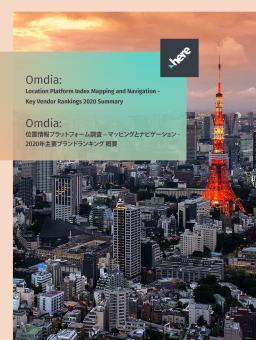 here
Omdia:
Location Platform Index Mapping and Navigation -
Key Vendor Rankings 2020 Summary
Omdia:
位置情報プラットフォーム調査 – マッピングとナビゲーション -
2020年主要ブランドランキング 概要